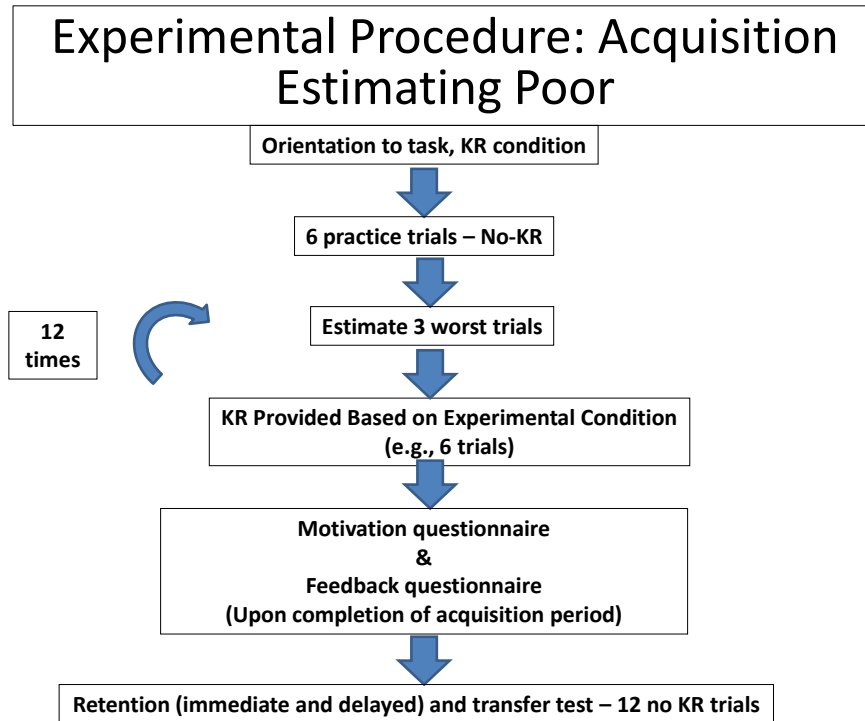 Experimental Procedure: Acquisition
Estimating Poor
Orientation to task, KR condition
6 practice trials – No-KR
12
times
Estimate 3 worst trials
KR Provided Based on Experimental Condition
(e.g., 6 trials)
Motivation questionnaire
&
Feedback questionnaire
(Upon completion of acquisition period)
Retention (immediate and delayed) and transfer test – 12 no KR trials